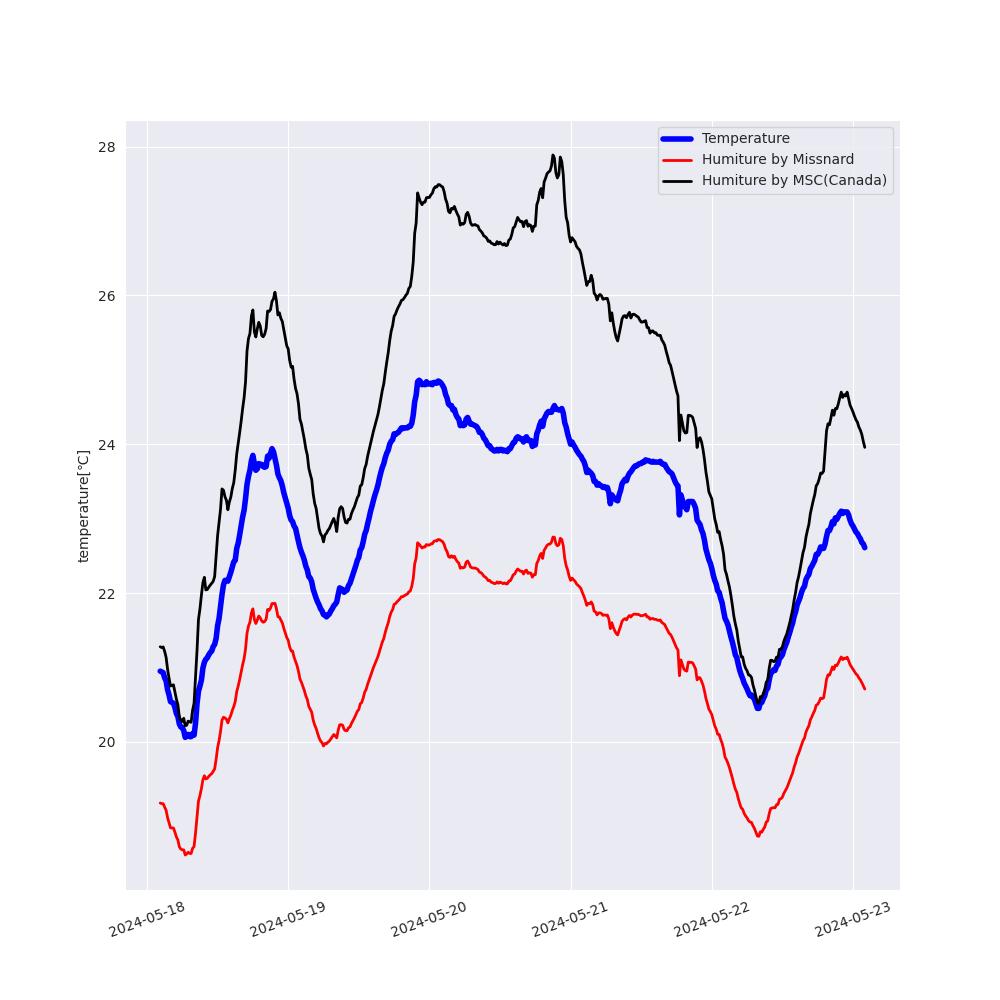 Temperature
Humiture by Missnard
Humiture by MSC(Canada)
28
26
24
22
20
temperature[℃]
2024-05-18
2024-05-19
2024-05-20
2024-05-21
2024-05-22
2024-05-23